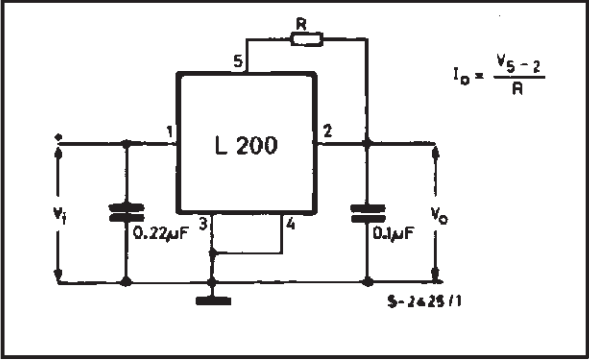 R
5
I₀ = V₅₋₂ / R
1
L 200
2
Vᵢ
0.22µF
3
4
0.1µF
V₀
S-2425/1